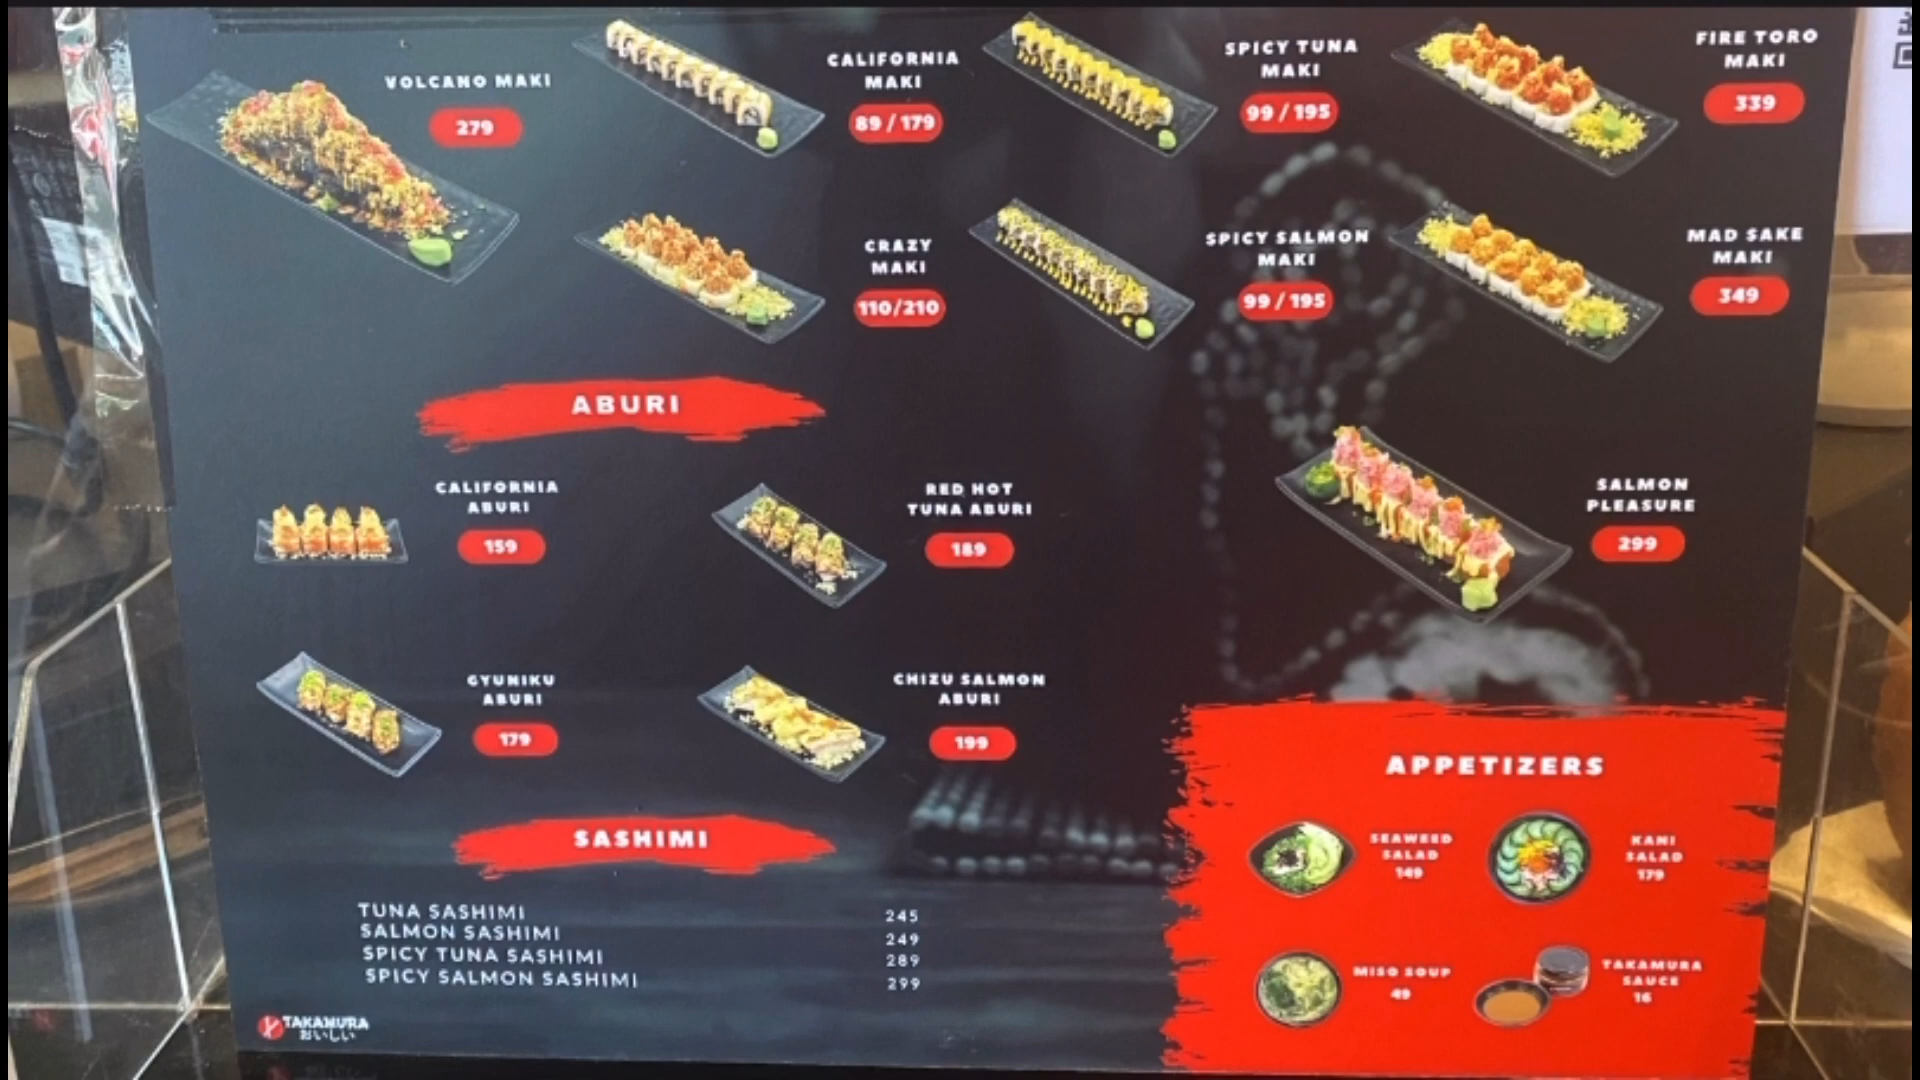 VOLCANO MAKI
279
CALIFORNIA
MAKI
89 / 179
SPICY TUNA
MAKI
99 / 195
FIRE TORO
MAKI
339
CRAZY
MAKI
110/210
SPICY SALMON
MAKI
99 / 195
MAD SAKE
MAKI
349
ABURI
CALIFORNIA
ABURI
159
RED HOT
TUNA ABURI
189
SALMON
PLEASURE
299
GYUNIKU
ABURI
179
CHIZU SALMON
ABURI
199
SASHIMI
TUNA SASHIMI 245
SALMON SASHIMI 249
SPICY TUNA SASHIMI 289
SPICY SALMON SASHIMI 299
APPETIZERS
SEAWEED
SALAD
149
KANI
SALAD
179
MISO SOUP
49
TAKAMURA
SAUCE
16
TAKAMURA
おいしい